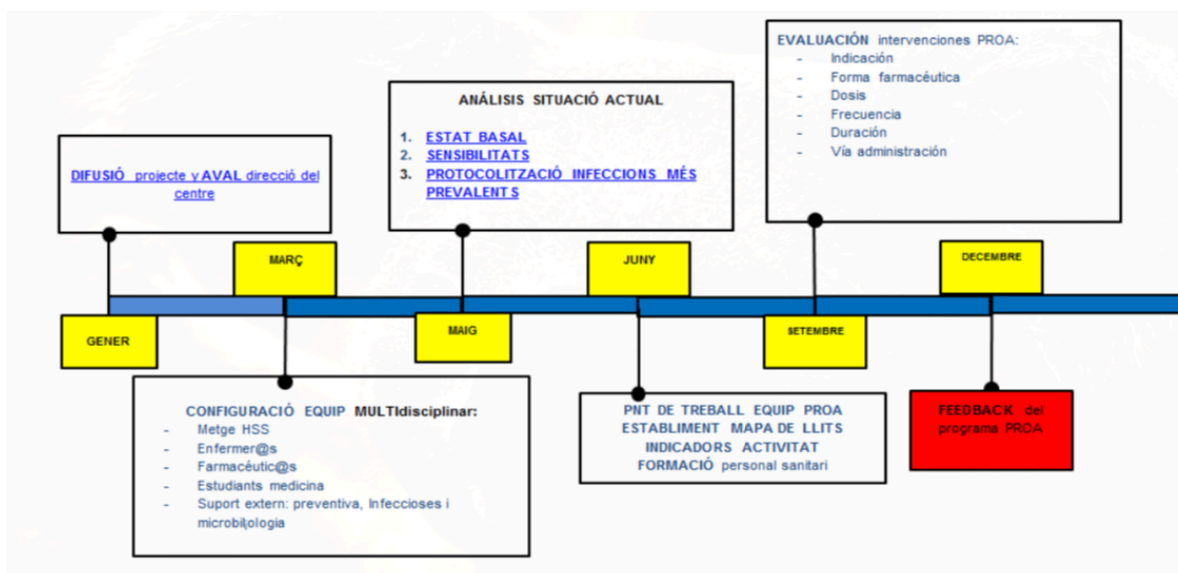 DIFUSIÓ projecte y AVAL direcció del
centre
GENER
MARÇ
CONFIGURACIÓ EQUIP MULTIdisciplinar:
- Metge HSS
- Enfermer@s
- Farmacéutic@s
- Estudiants medicina
- Suport extern: preventiva, Infeccioses i
microbil̨ologia
ANÁLISIS SITUACIÓ ACTUAL
1. ESTAT BASAL
2. SENSIBILITATS
3. PROTOCOLITZACIÓ INFECCIONS MÉS
PREVALENTS
MAIG
JUNY
PNT DE TREBALL EQUIP PROA
ESTABLIMENT MAPA DE LLITS
INDICADORS ACTIVITAT
FORMACIÓ personal sanitari
EVALUACIÓN intervenciones PROA:
- Indicación
- Forma farmacéutica
- Dosis
- Frecuencia
- Duración
- Vía administración
SETEMBRE
DECEMBRE
FEEDBACK del
programa PROA